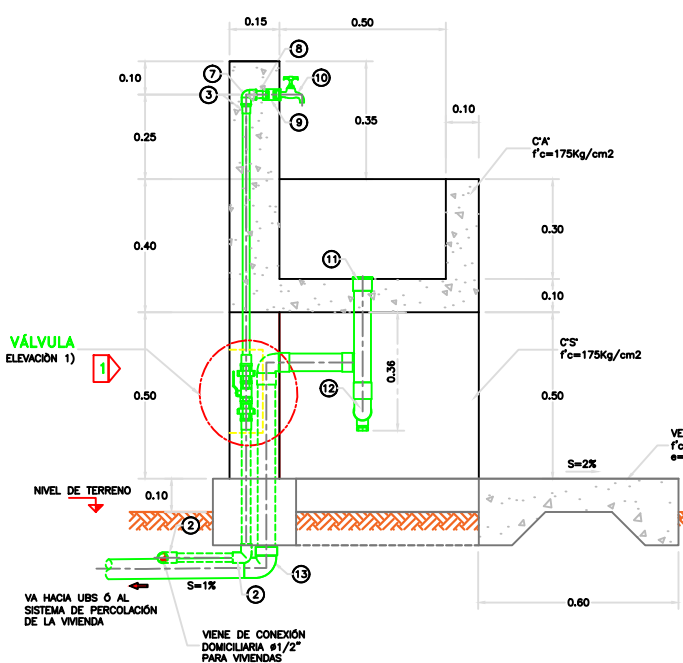 0.15
0.50
8
7
10
0.10
3
9
0.25
0.35
0.10
C"A"
f'c=175Kg/cm2
0.40
0.30
11
0.10
VÁLVULA
ELEVACIÓN 1)
1
C"S"
f'c=175Kg/cm2
0.36
0.50
12
0.50
VE
f'c
e=
S=2%
NIVEL DE TERRENO
0.10
2
13
S=1%
2
VA HACIA UBS Ó AL
SISTEMA DE PERCOLACIÓN
DE LA VIVIENDA
0.60
VIENE DE CONEXIÓN
DOMICILIARIA ø1/2"
PARA VIVIENDAS